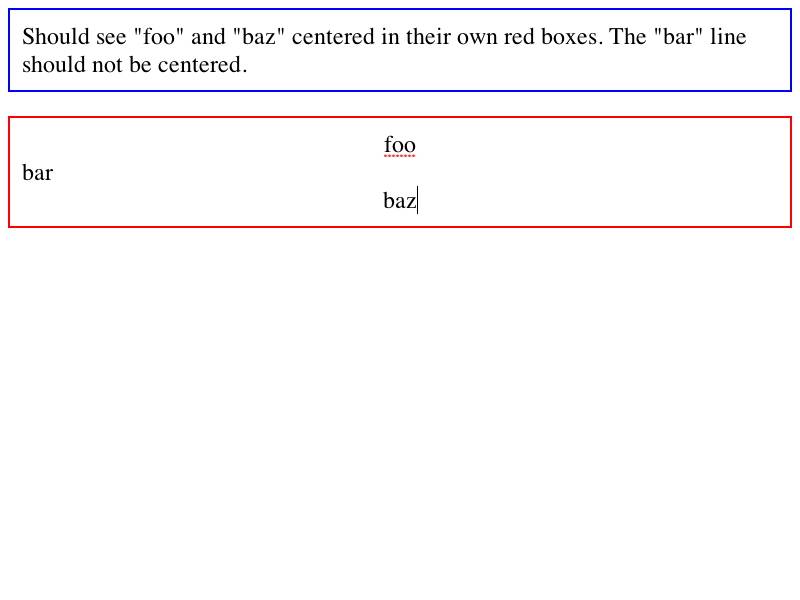 Should see "foo" and "baz" centered in their own red boxes. The "bar" line
should not be centered.
foo
bar
baz